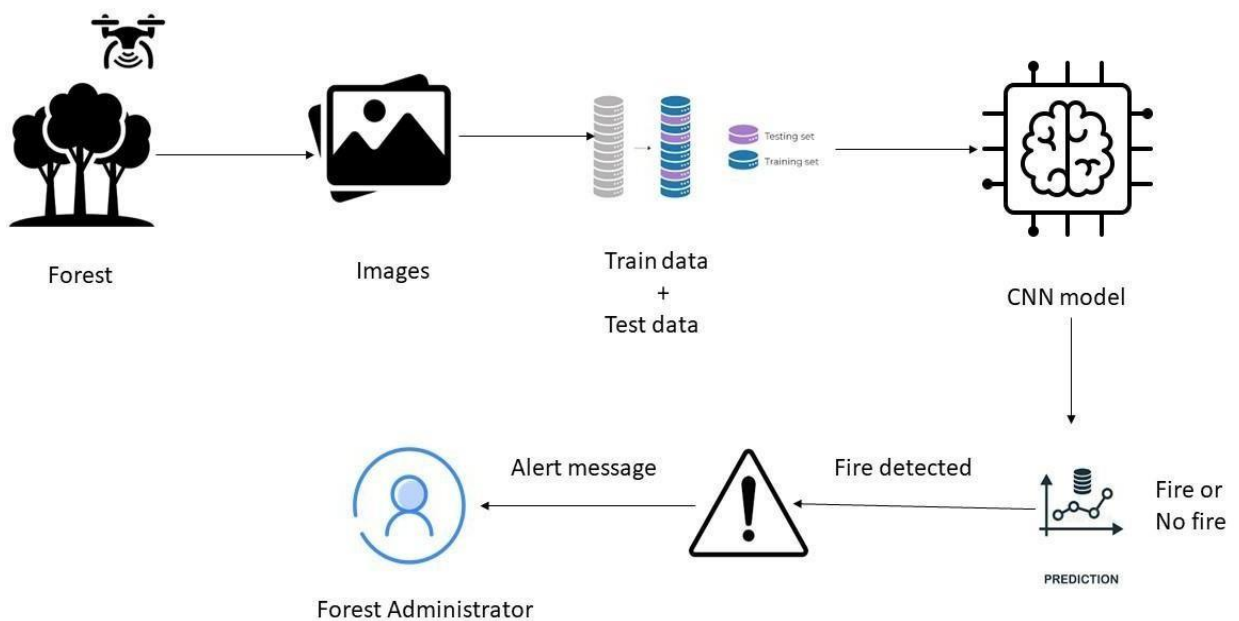 Testing set
Training set
Forest
Images
Train data
+
Test data
CNN model
Alert message
Fire detected
Fire or
No fire
PREDICTION
Forest Administrator